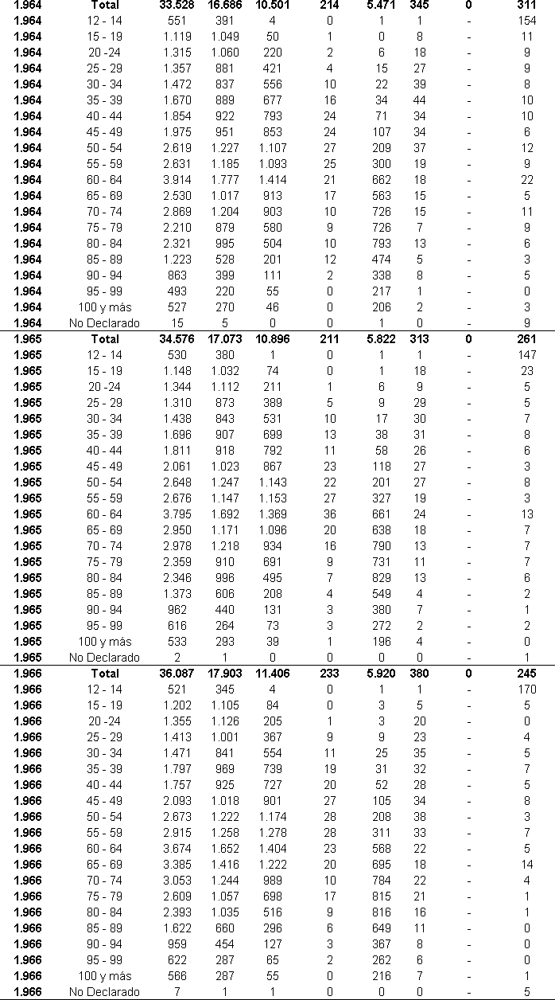 1.964 Total 33.528 16.686 10.501 214 5.471 345 0 311
1.964 12 - 14 551 391 4 0 1 1 - 154
1.964 15 - 19 1.119 1.049 50 1 0 8 - 11
1.964 20 -24 1.315 1.060 220 2 6 18 - 9
1.964 25 - 29 1.357 881 421 4 15 27 - 9
1.964 30 - 34 1.472 837 556 10 22 39 - 8
1.964 35 - 39 1.670 889 677 16 34 44 - 10
1.964 40 - 44 1.854 922 793 24 71 34 - 10
1.964 45 - 49 1.975 951 853 24 107 34 - 6
1.964 50 - 54 2.619 1.227 1.107 27 209 37 - 12
1.964 55 - 59 2.631 1.185 1.093 25 300 19 - 9
1.964 60 - 64 3.914 1.777 1.414 21 662 18 - 22
1.964 65 - 69 2.530 1.017 913 17 563 15 - 5
1.964 70 - 74 2.869 1.204 903 10 726 15 - 11
1.964 75 - 79 2.210 879 580 9 726 7 - 9
1.964 80 - 84 2.321 995 504 10 793 13 - 6
1.964 85 - 89 1.223 528 201 12 474 5 - 3
1.964 90 - 94 863 399 111 2 338 8 - 5
1.964 95 - 99 493 220 55 0 217 1 - 0
1.964 100 y más 527 270 46 0 206 2 - 3
1.964 No Declarado 15 5 0 0 1 0 - 9
1.965 Total 34.576 17.073 10.896 211 5.822 313 0 261
1.965 12 - 14 530 380 1 0 1 1 - 147
1.965 15 - 19 1.148 1.032 74 0 1 18 - 23
1.965 20 -24 1.344 1.112 211 1 6 9 - 5
1.965 25 - 29 1.310 873 389 5 9 29 - 5
1.965 30 - 34 1.438 843 531 10 17 30 - 7
1.965 35 - 39 1.696 907 699 13 38 31 - 8
1.965 40 - 44 1.811 918 792 11 58 26 - 6
1.965 45 - 49 2.061 1.023 867 23 118 27 - 3
1.965 50 - 54 2.648 1.247 1.143 22 201 27 - 8
1.965 55 - 59 2.676 1.147 1.153 27 327 19 - 3
1.965 60 - 64 3.795 1.692 1.369 36 661 24 - 13
1.965 65 - 69 2.950 1.171 1.096 20 638 18 - 7
1.965 70 - 74 2.978 1.218 934 16 790 13 - 7
1.965 75 - 79 2.359 910 691 9 731 11 - 7
1.965 80 - 84 2.346 996 495 7 829 13 - 6
1.965 85 - 89 1.373 606 208 4 549 4 - 2
1.965 90 - 94 962 440 131 3 380 7 - 1
1.965 95 - 99 616 264 73 3 272 2 - 2
1.965 100 y más 533 293 39 1 196 4 - 0
1.965 No Declarado 2 1 0 0 0 0 - 1
1.966 Total 36.087 17.903 11.406 233 5.920 380 0 245
1.966 12 - 14 521 345 4 0 1 1 - 170
1.966 15 - 19 1.202 1.105 84 0 3 5 - 5
1.966 20 -24 1.355 1.126 205 1 3 20 - 0
1.966 25 - 29 1.413 1.001 367 9 9 23 - 4
1.966 30 - 34 1.471 841 554 11 25 35 - 5
1.966 35 - 39 1.797 969 739 19 31 32 - 7
1.966 40 - 44 1.757 925 727 20 52 28 - 5
1.966 45 - 49 2.093 1.018 901 27 105 34 - 8
1.966 50 - 54 2.673 1.222 1.174 28 208 38 - 3
1.966 55 - 59 2.915 1.258 1.278 28 311 33 - 7
1.966 60 - 64 3.674 1.652 1.404 23 568 22 - 5
1.966 65 - 69 3.385 1.416 1.222 20 695 18 - 14
1.966 70 - 74 3.053 1.244 989 10 784 22 - 4
1.966 75 - 79 2.609 1.057 698 17 815 21 - 1
1.966 80 - 84 2.393 1.035 516 9 816 16 - 1
1.966 85 - 89 1.622 660 296 6 649 11 - 0
1.966 90 - 94 959 454 127 3 367 8 - 0
1.966 95 - 99 622 287 65 2 262 6 - 0
1.966 100 y más 566 287 55 0 216 7 - 1
1.966 No Declarado 7 1 1 0 0 0 - 5